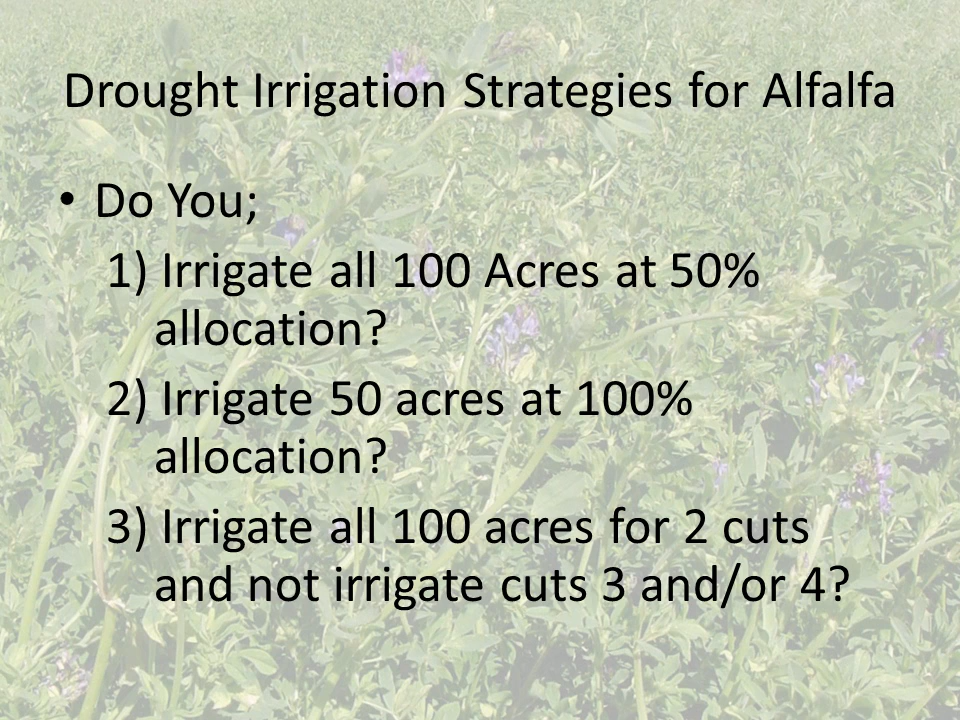 Drought Irrigation Strategies for Alfalfa
• Do You;
1) Irrigate all 100 Acres at 50%
allocation?
2) Irrigate 50 acres at 100%
allocation?
3) Irrigate all 100 acres for 2 cuts
and not irrigate cuts 3 and/or 4?